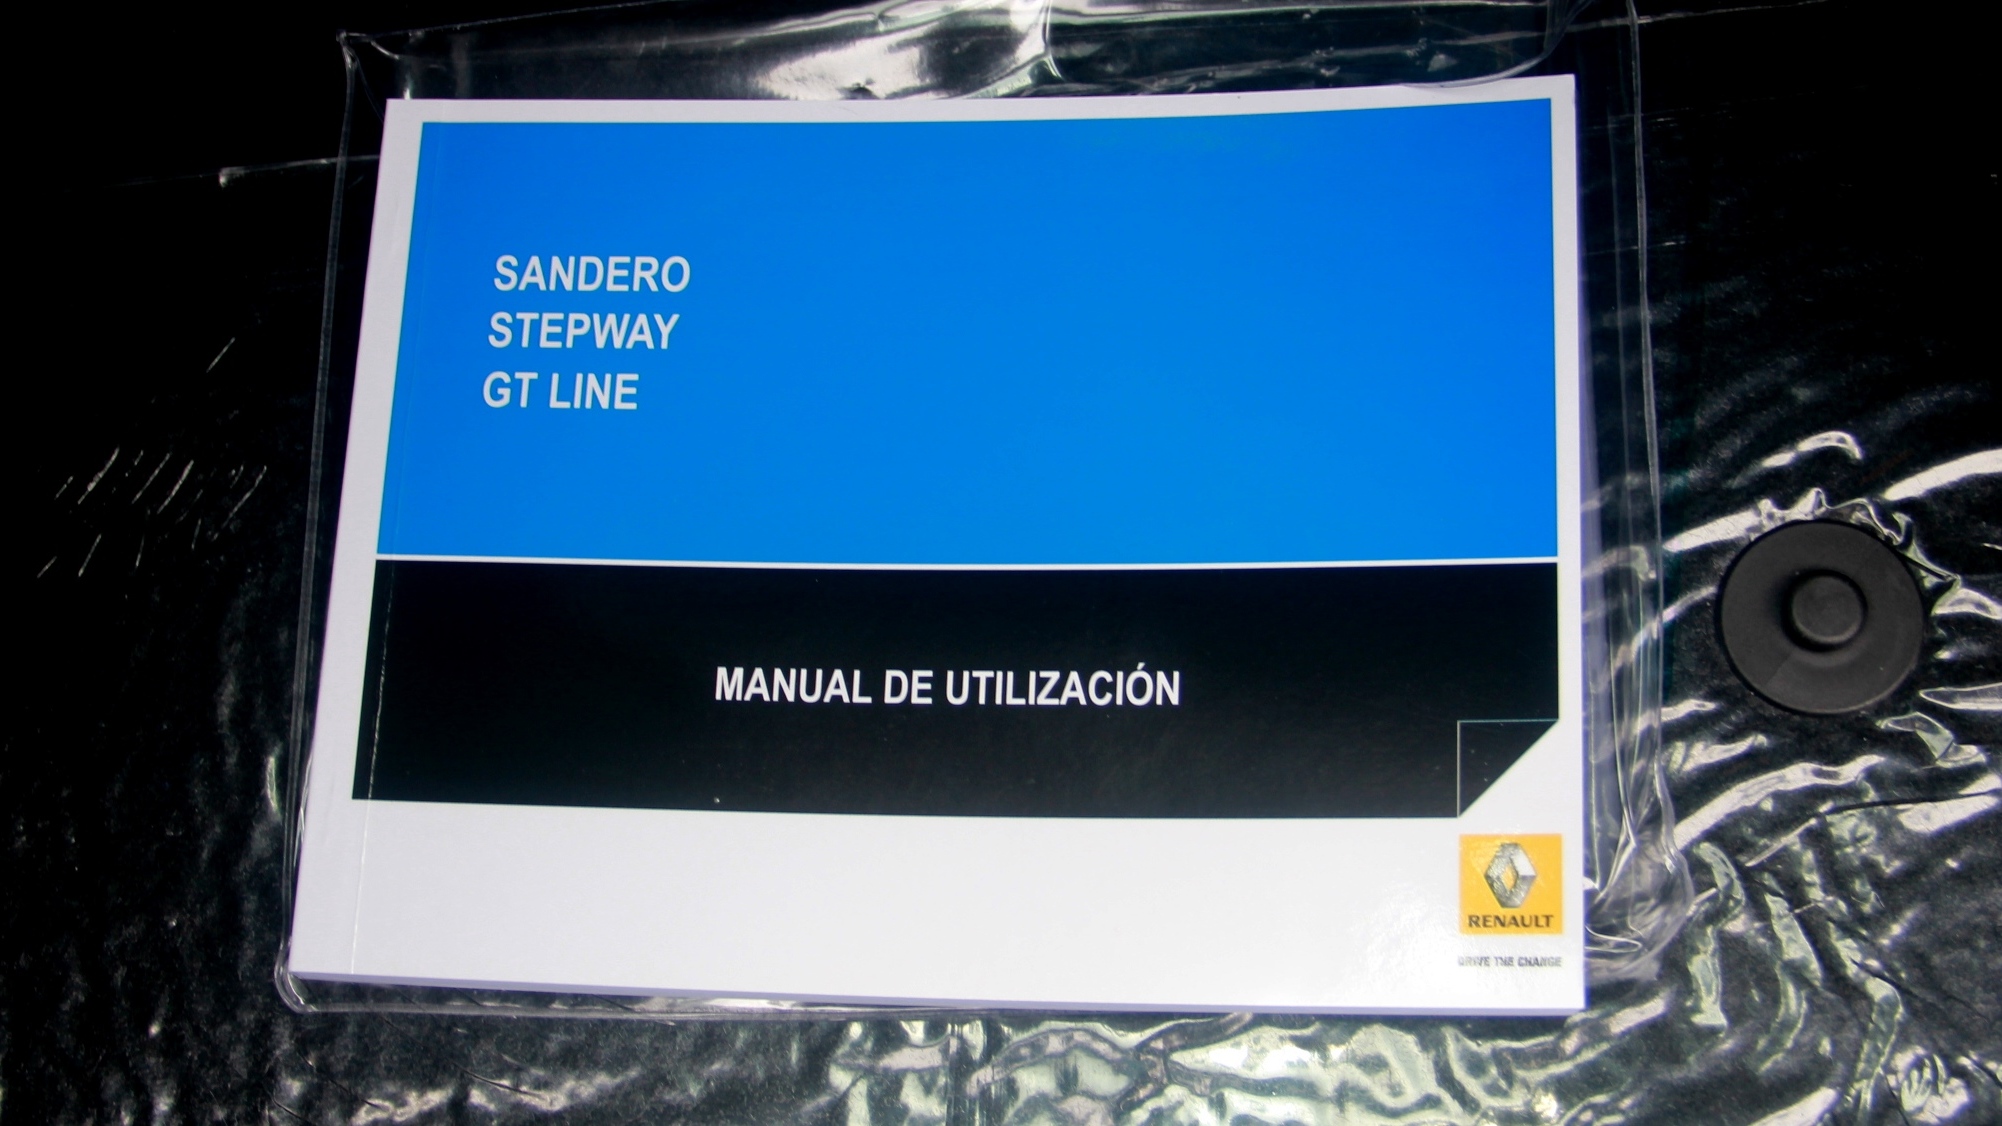 SANDERO
STEPWAY
GT LINE
MANUAL DE UTILIZACIÓN
RENAULT
DRIVE THE CHANGE